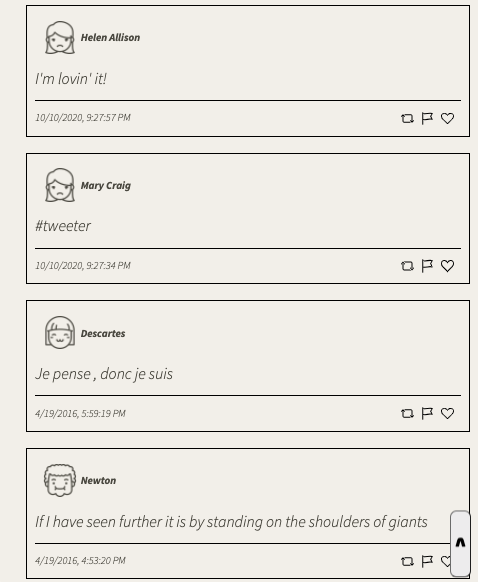 Helen Allison
I'm lovin' it!
10/10/2020, 9:27:57 PM
Mary Craig
#tweeter
10/10/2020, 9:27:34 PM
Descartes
Je pense , donc je suis
4/19/2016, 5:59:19 PM
Newton
If I have seen further it is by standing on the shoulders of giants
4/19/2016, 4:53:20 PM